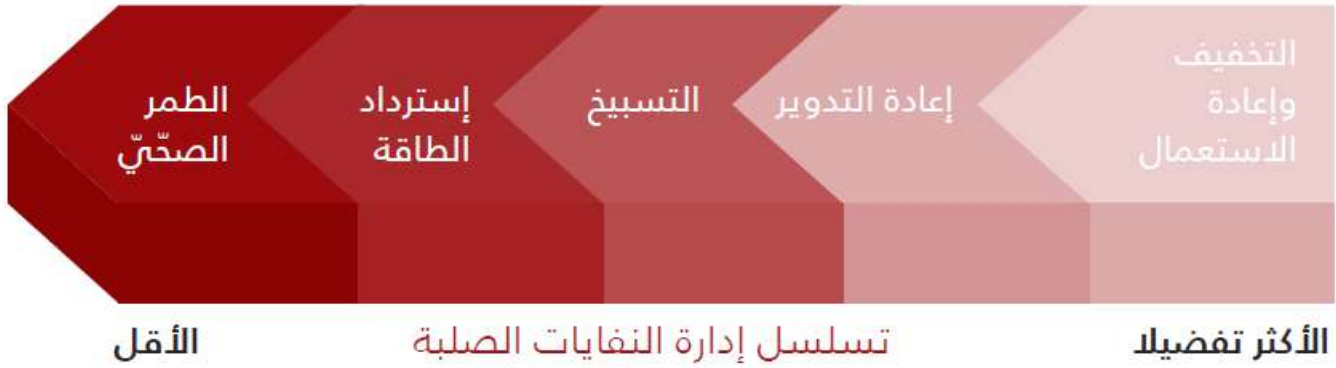 التخفيف
وإعادة
الاستعمال
إعادة التدوير
التسبيخ
إسترداد
الطاقة
الطمر
الصحّيّ
الأكثر تفضيلا
تسلسل إدارة النفايات الصلبة
الأقل